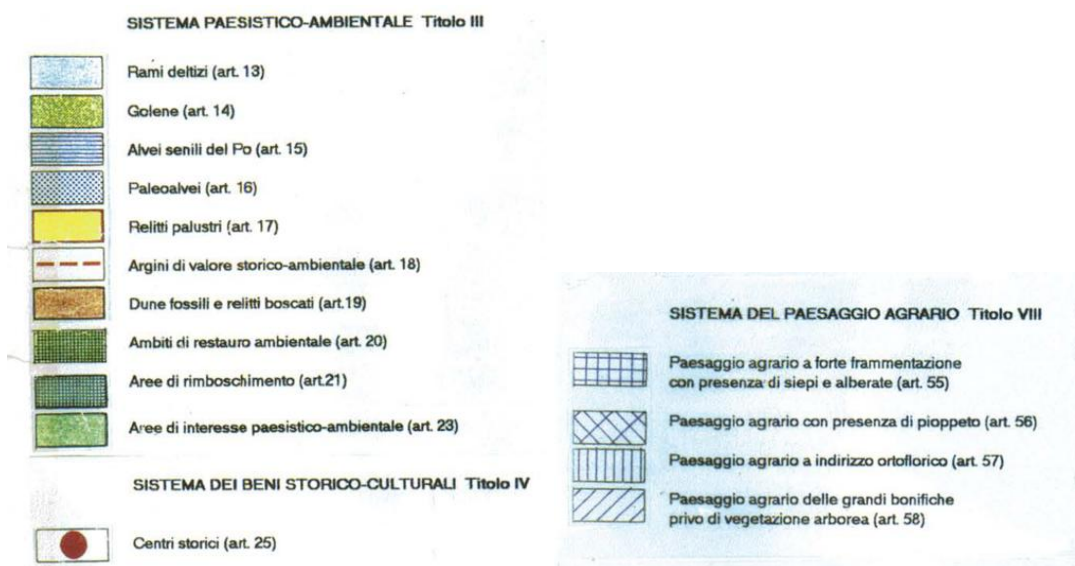 SISTEMA PAESISTICO-AMBIENTALE Titolo III
Rami deltizi (art. 13)
Golene (art. 14)
Alvei senili del Po (art. 15)
Paleoalvei (art. 16)
Relitti palustri (art. 17)
Argini di valore storico-ambientale (art. 18)
Dune fossili e relitti boscati (art.19)
Ambiti di restauro ambientale (art. 20)
Aree di rimboschimento (art.21)
Aree di interesse paesistico-ambientale (art. 23)
SISTEMA DEI BENI STORICO-CULTURALI Titolo IV
Centri storici (art. 25)
SISTEMA DEL PAESAGGIO AGRARIO Titolo VIII
Paesaggio agrario a forte frammentazione
con presenza di siepi e alberate (art. 55)
Paesaggio agrario con presenza di pioppeto (art. 56)
Paesaggio agrario a indirizzo ortoflorico (art. 57)
Paesaggio agrario delle grandi bonifiche
privo di vegetazione arborea (art. 58)